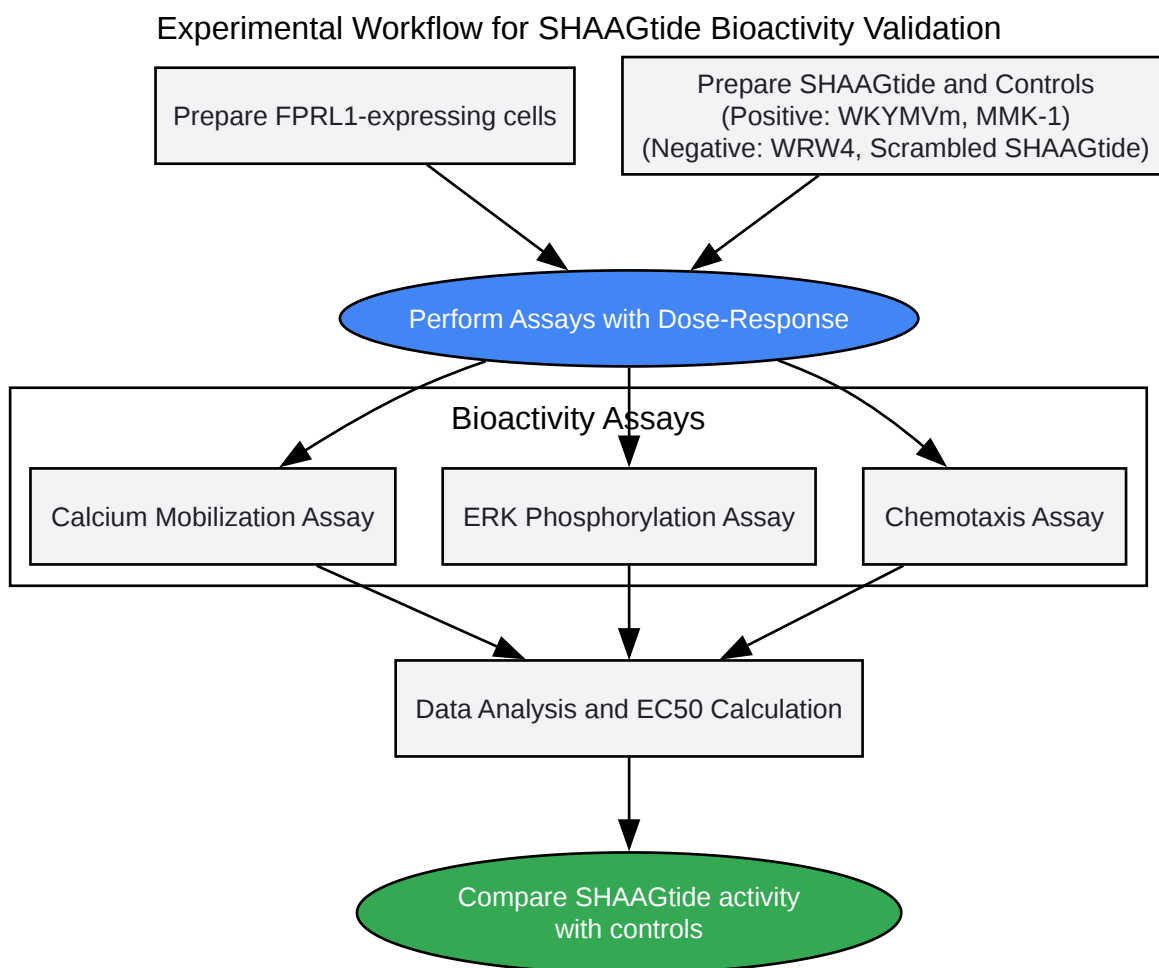 Experimental Workflow for SHAAGtide Bioactivity Validation
Prepare FPRL1-expressing cells
Prepare SHAAGtide and Controls
(Positive: WKYMVm, MMK-1)
(Negative: WRW4, Scrambled SHAAGtide)
Perform Assays with Dose-Response
Bioactivity Assays
Calcium Mobilization Assay
ERK Phosphorylation Assay
Chemotaxis Assay
Data Analysis and EC50 Calculation
Compare SHAAGtide activity
with controls